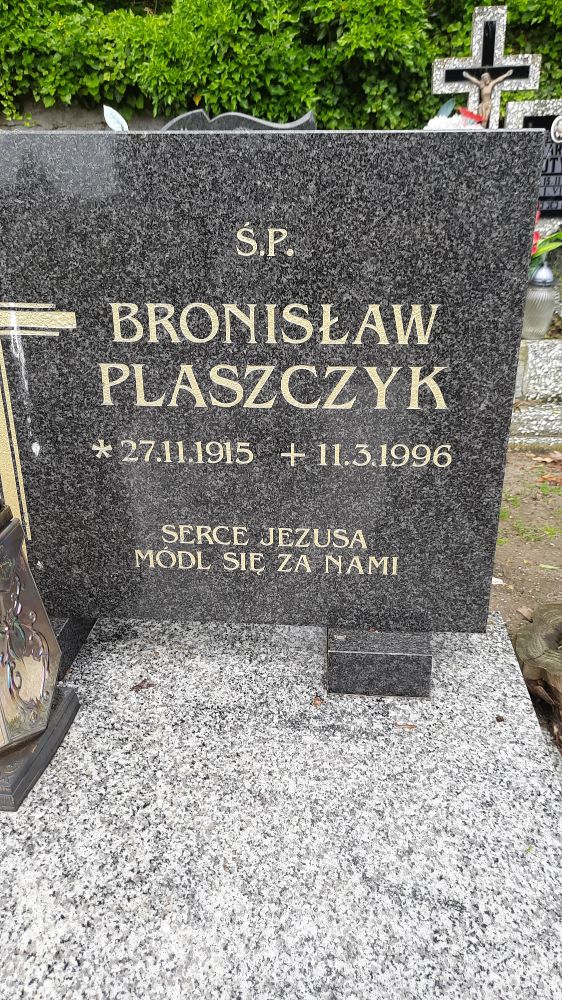 Ś.P.
BRONISŁAW
PLASZCZYK
* 27.11.1915 + 11.3.1996
SERCE JEZUSA
MÓDL SIĘ ZA NAMI